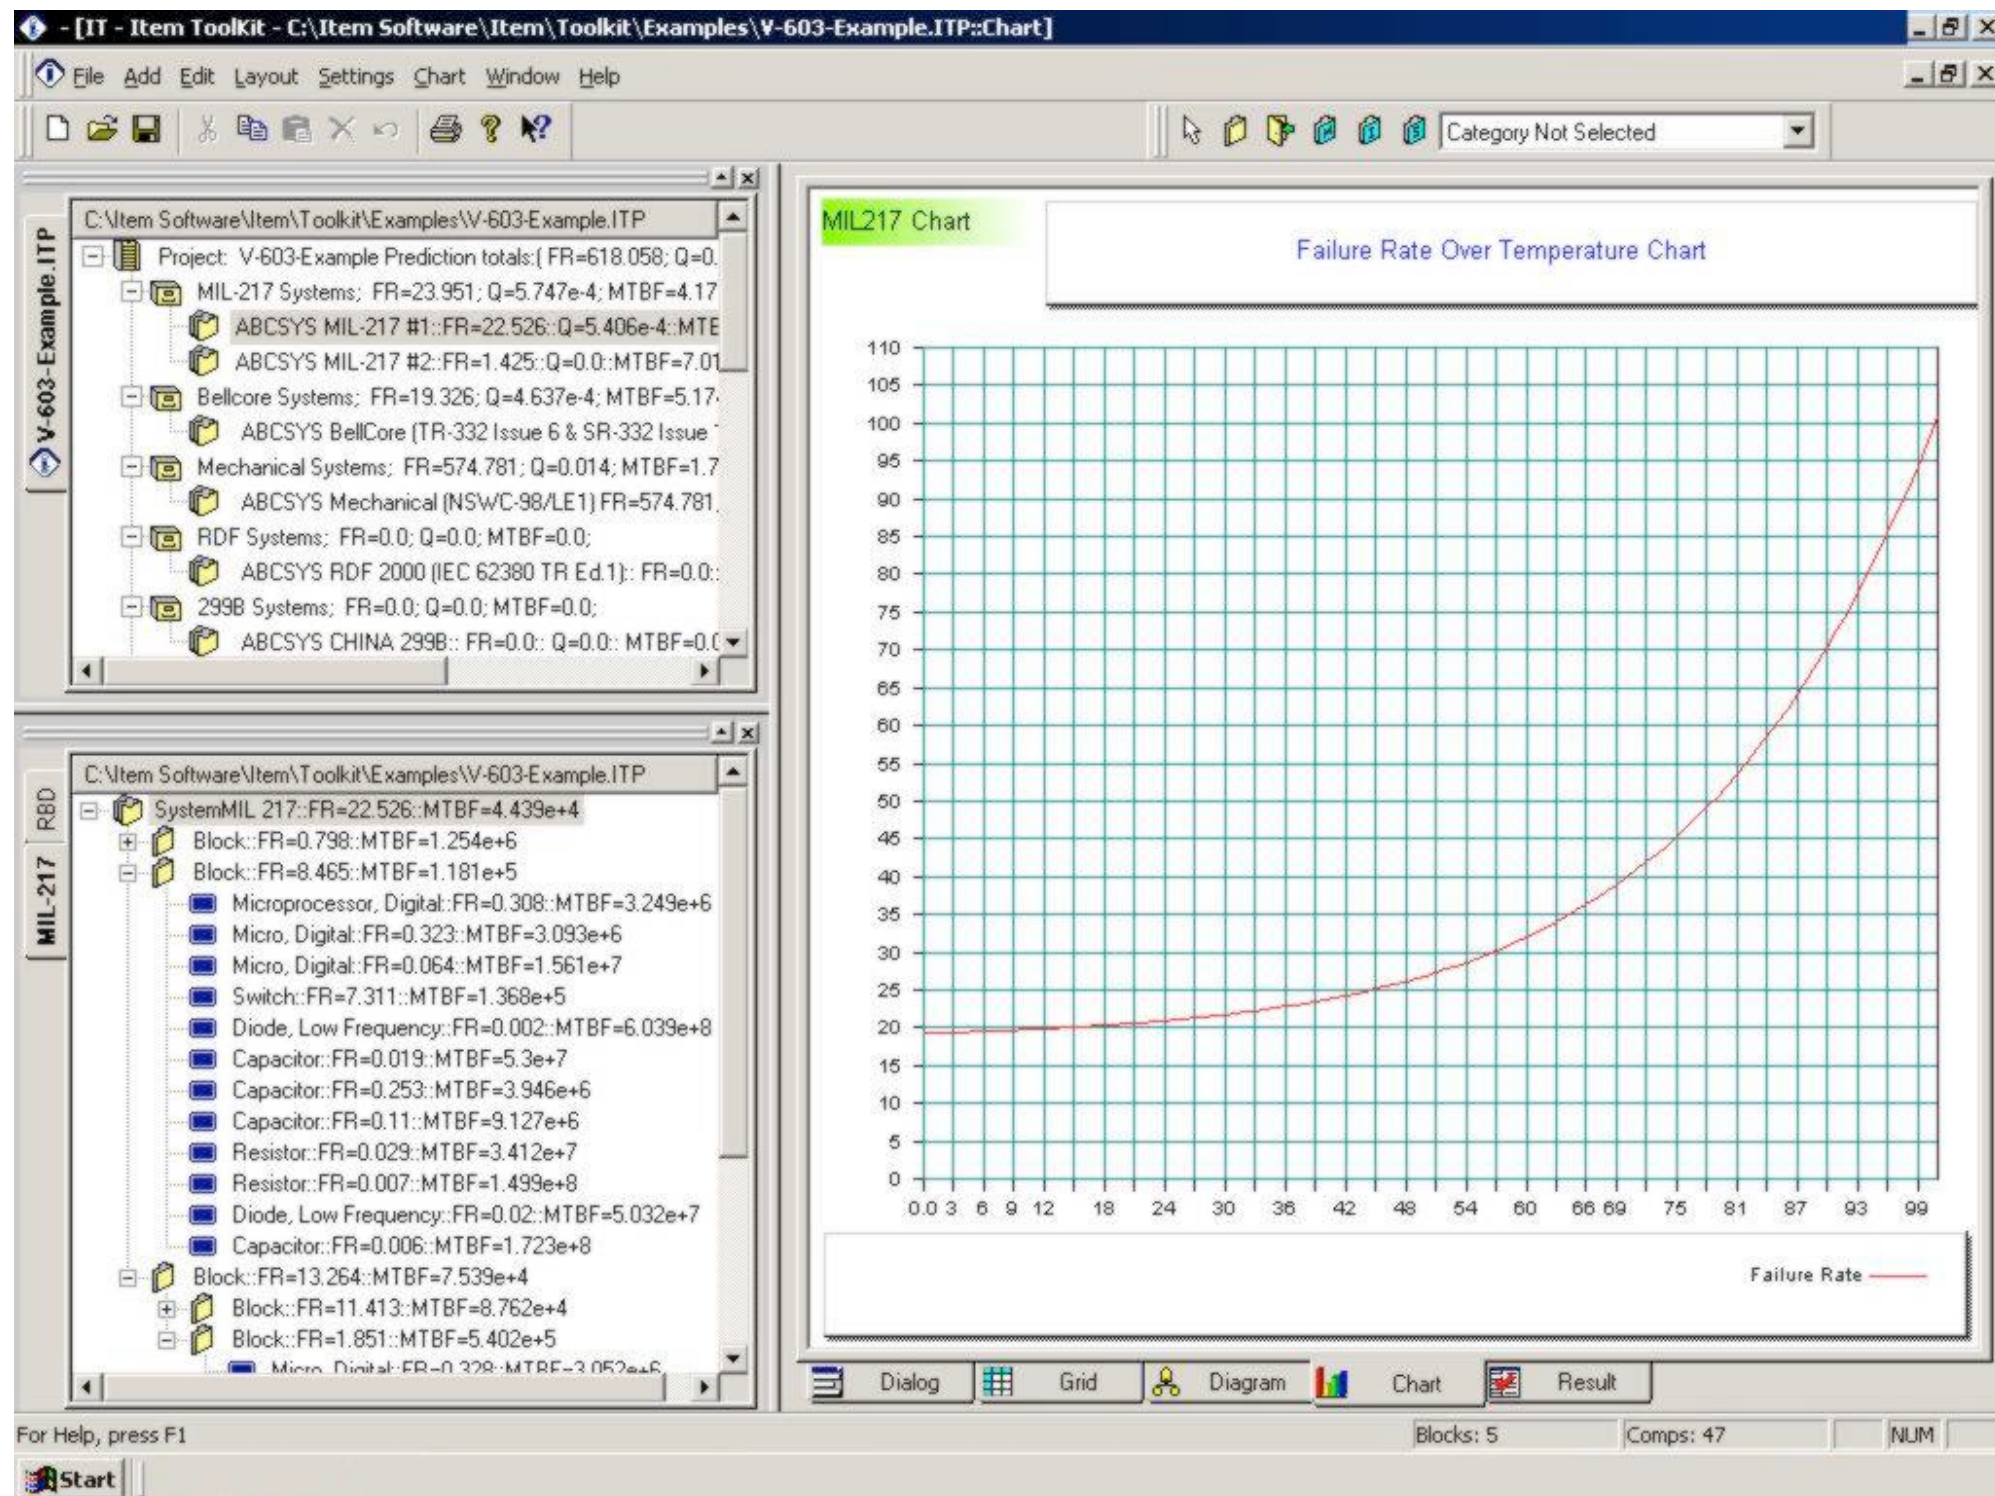 - [IT - Item ToolKit - C:\Item Software\Item\Toolkit\Examples\V-603-Example.ITP::Chart]
File Add Edit Layout Settings Chart Window Help
Category Not Selected
V-603-Example.ITP
C:\Item Software\Item\Toolkit\Examples\V-603-Example.ITP
Project: V-603-Example Prediction totals:( FR=618.058; Q=0.
MIL-217 Systems; FR=23.951; Q=5.747e-4; MTBF=4.17
ABCSYS MIL-217 #1::FR=22.526::Q=5.406e-4::MTB
ABCSYS MIL-217 #2::FR=1.425::Q=0.0::MTBF=7.01
Bellcore Systems; FR=19.326; Q=4.637e-4; MTBF=5.17
ABCSYS BellCore (TR-332 Issue 6 & SR-332 Issue
Mechanical Systems; FR=574.781; Q=0.014; MTBF=1.7
ABCSYS Mechanical (NSWC-98/LE1) FR=574.781
RDF Systems; FR=0.0; Q=0.0; MTBF=0.0;
ABCSYS RDF 2000 (IEC 62380 TR Ed.1):: FR=0.0::
299B Systems; FR=0.0; Q=0.0; MTBF=0.0;
ABCSYS CHINA 299B:: FR=0.0:: Q=0.0:: MTBF=0.0
RBD
MIL-217
C:\Item Software\Item\Toolkit\Examples\V-603-Example.ITP
SystemMIL 217::FR=22.526::MTBF=4.439e+4
Block::FR=0.798::MTBF=1.254e+6
Block::FR=8.465::MTBF=1.181e+5
Microprocessor, Digital::FR=0.308::MTBF=3.249e+6
Micro, Digital::FR=0.323::MTBF=3.093e+6
Micro, Digital::FR=0.064::MTBF=1.561e+7
Switch::FR=7.311::MTBF=1.368e+5
Diode, Low Frequency::FR=0.002::MTBF=6.039e+8
Capacitor::FR=0.019::MTBF=5.3e+7
Capacitor::FR=0.253::MTBF=3.946e+6
Capacitor::FR=0.11::MTBF=9.127e+6
Resistor::FR=0.029::MTBF=3.412e+7
Resistor::FR=0.007::MTBF=1.499e+8
Diode, Low Frequency::FR=0.02::MTBF=5.032e+7
Capacitor::FR=0.006::MTBF=1.723e+8
Block::FR=13.264::MTBF=7.539e+4
Block::FR=11.413::MTBF=8.762e+4
Block::FR=1.851::MTBF=5.402e+5
Micro, Digital::FR=0.328::MTBF=3.052e+6
MIL217 Chart
Failure Rate Over Temperature Chart
110
105
100
95
90
85
80
75
70
65
60
55
50
45
40
35
30
25
20
15
10
5
0
0.0 3 6 9 12 18 24 30 36 42 48 54 60 66 69 75 81 87 93 99
Failure Rate
Dialog Grid Diagram Chart Result
For Help, press F1 Blocks: 5 Comps: 47 NUM
Start